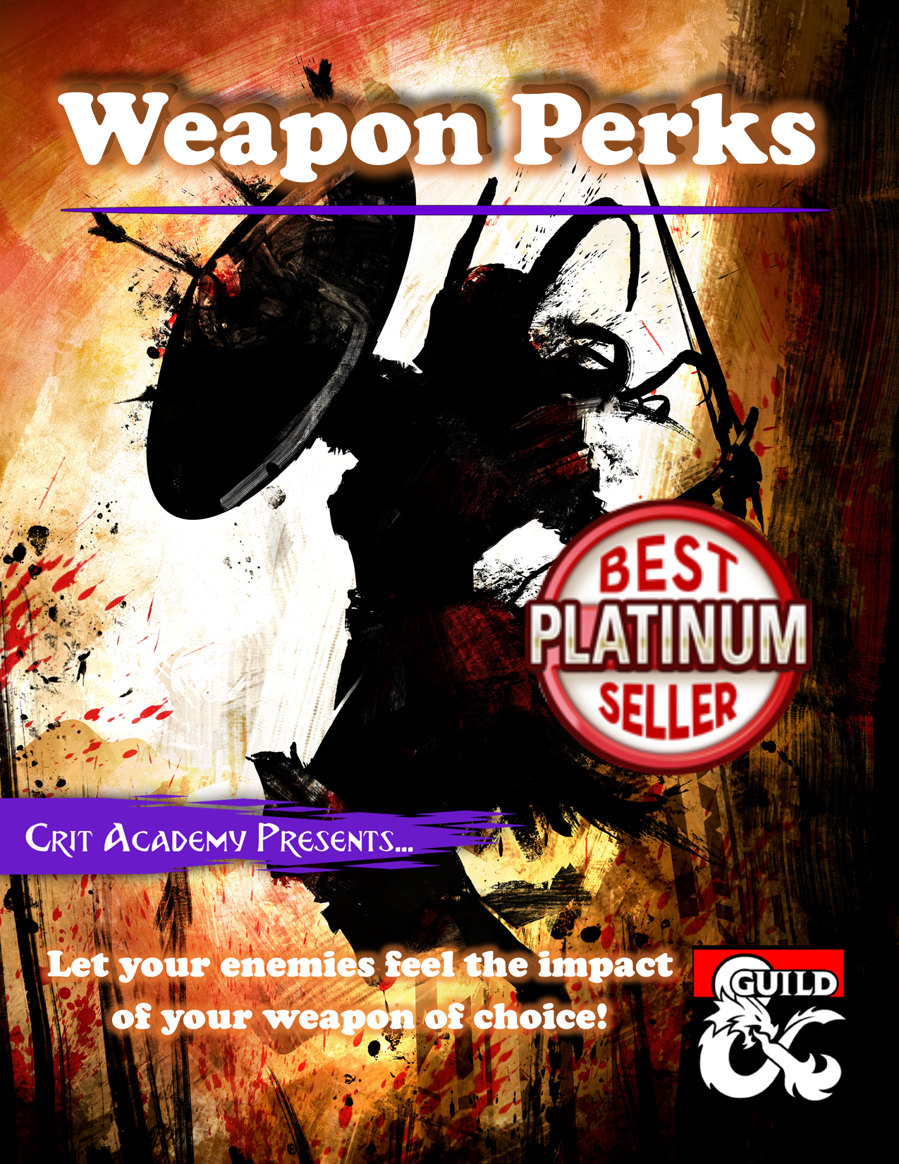 Weapon Perks
BEST
PLATINUM
SELLER
Crit Academy Presents...
Let your enemies feel the impact
of your weapon of choice!
GUILD